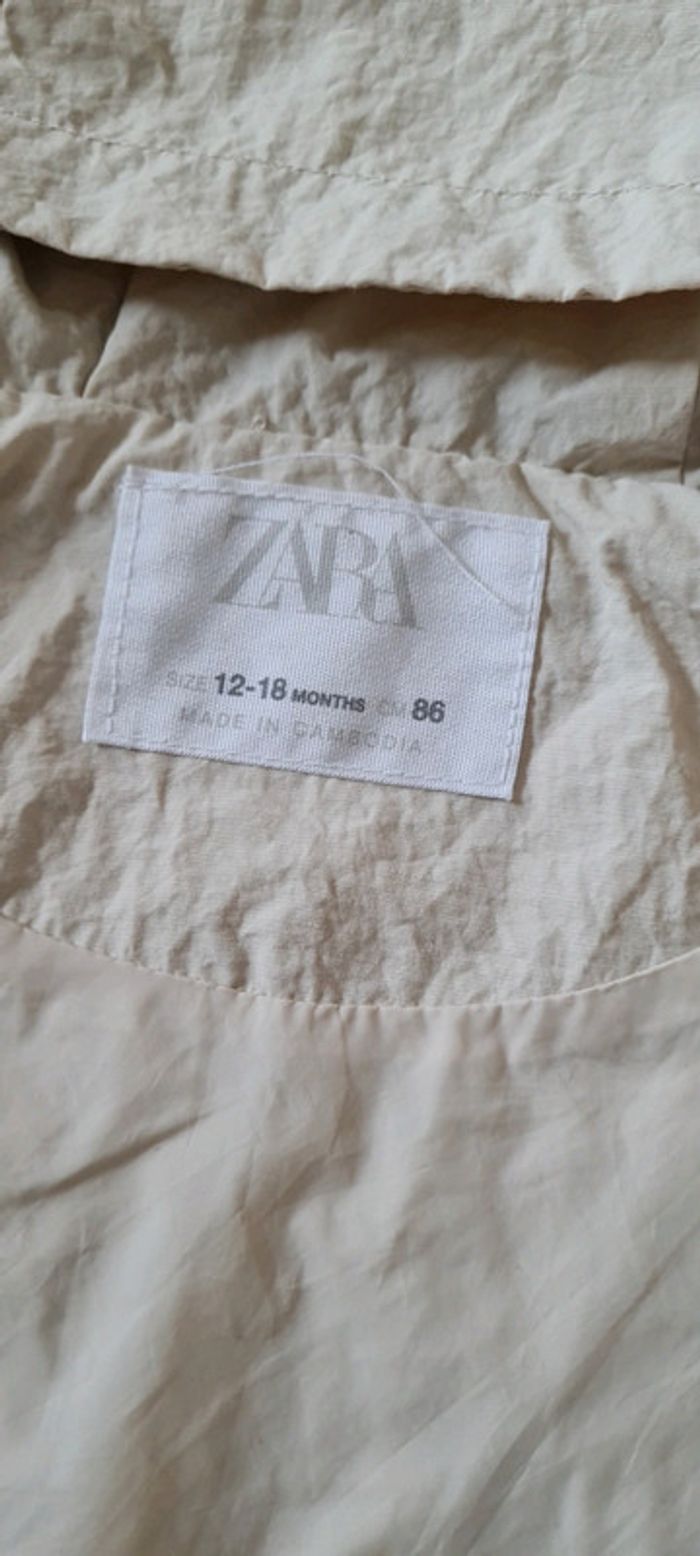 ZARA
SIZE 12-18 MONTHS CM 86
MADE IN CAMBODIA